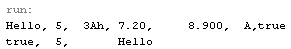 run:
Hello, 5,  3Ah, 7.20,     8.900,  A,true
true,  5,       Hello